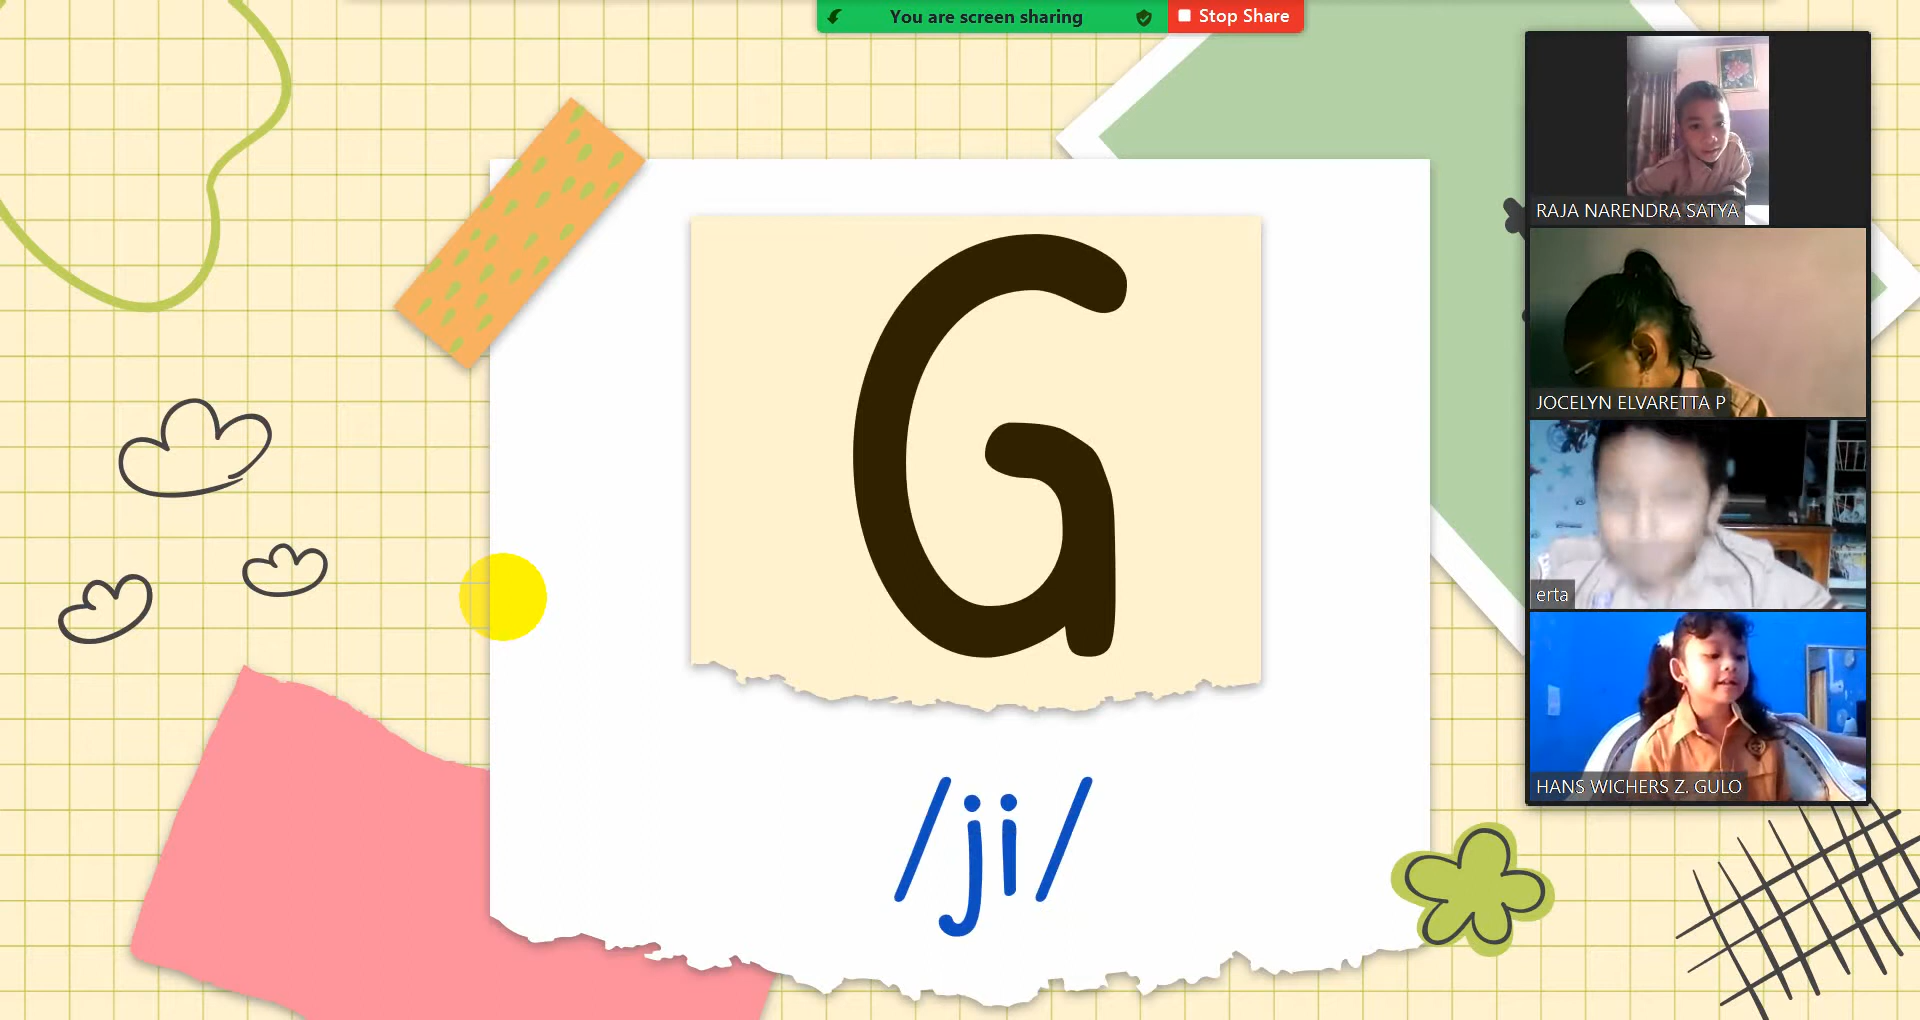 You are screen sharing
Stop Share
G
/ji/
RAJA NARENDRA SATYA
JOCELYN ELVARETTA P
erta
HANS WICHERS Z. GULO